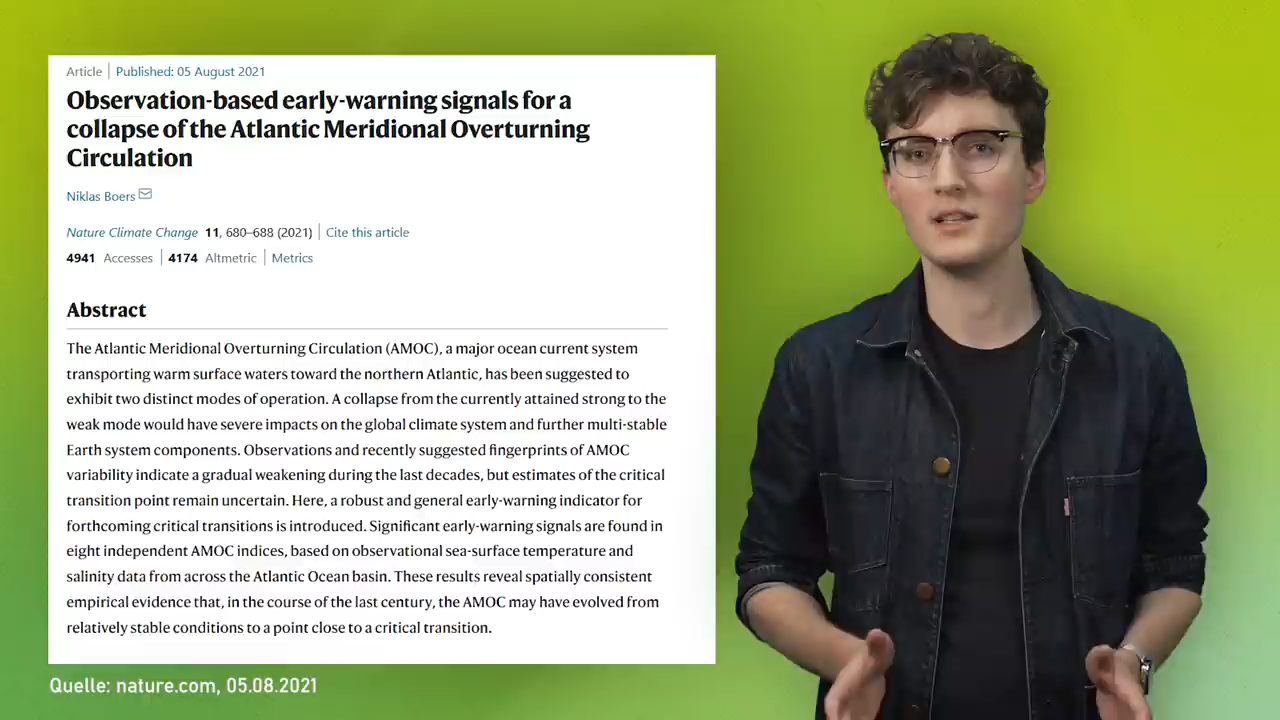 Article | Published: 05 August 2021
Observation-based early-warning signals for a
collapse of the Atlantic Meridional Overturning
Circulation
Niklas Boers
Nature Climate Change 11, 680–688 (2021) | Cite this article
4941 Accesses | 4174 Altmetric | Metrics
Abstract
The Atlantic Meridional Overturning Circulation (AMOC), a major ocean current system
transporting warm surface waters toward the northern Atlantic, has been suggested to
exhibit two distinct modes of operation. A collapse from the currently attained strong to the
weak mode would have severe impacts on the global climate system and further multi-stable
Earth system components. Observations and recently suggested fingerprints of AMOC
variability indicate a gradual weakening during the last decades, but estimates of the critical
transition point remain uncertain. Here, a robust and general early-warning indicator for
forthcoming critical transitions is introduced. Significant early-warning signals are found in
eight independent AMOC indices, based on observational sea-surface temperature and
salinity data from across the Atlantic Ocean basin. These results reveal spatially consistent
empirical evidence that, in the course of the last century, the AMOC may have evolved from
relatively stable conditions to a point close to a critical transition.
Quelle: nature.com, 05.08.2021